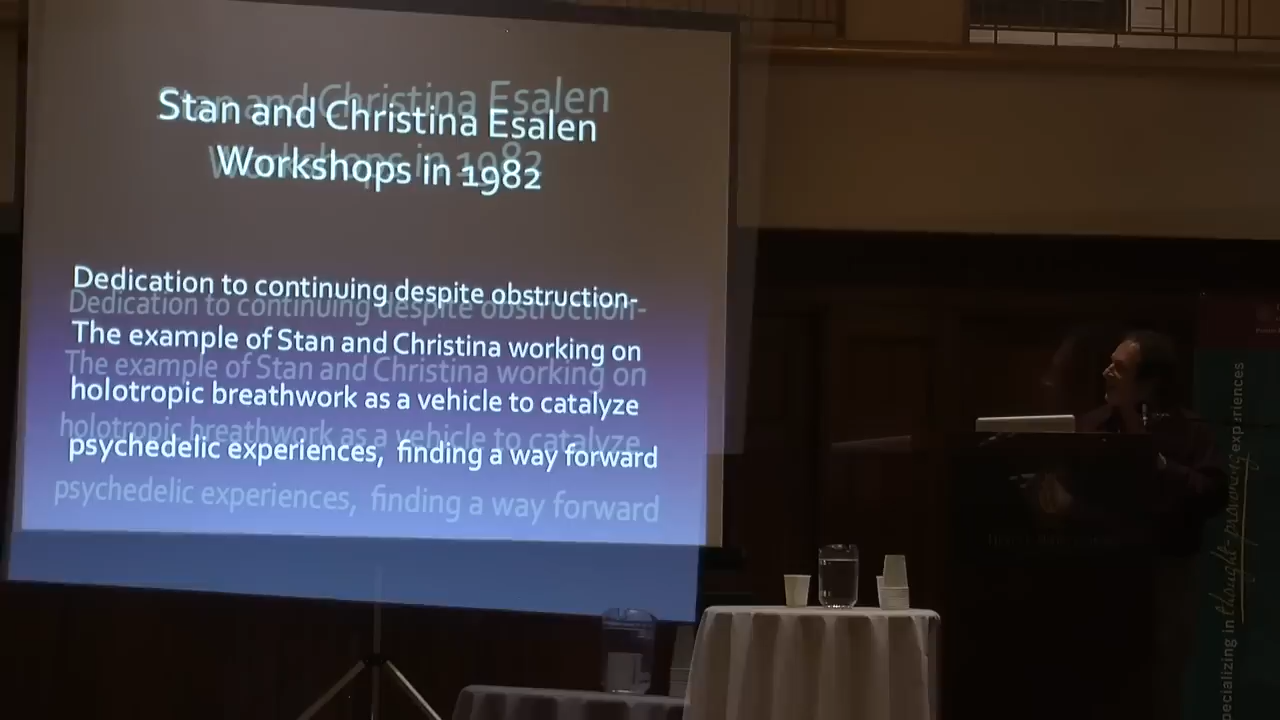 Stan and Christina Esalen
Workshops in 1982
Dedication to continuing despite obstruction-
The example of Stan and Christina working on
holotropic breathwork as a vehicle to catalyze
psychedelic experiences, finding a way forward
pecializing in thought-provoking experiences